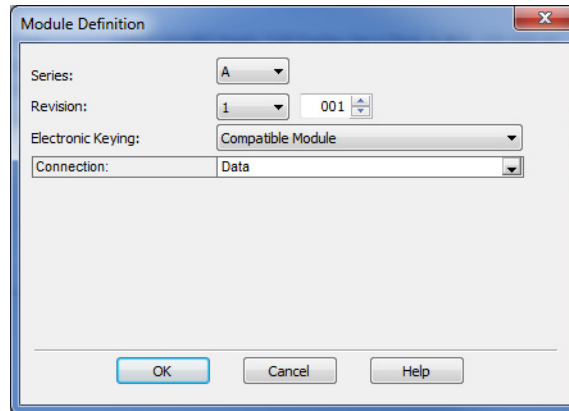 Module Definition
Series: A
Revision: 1 001
Electronic Keying: Compatible Module
Connection: Data
OK Cancel Help